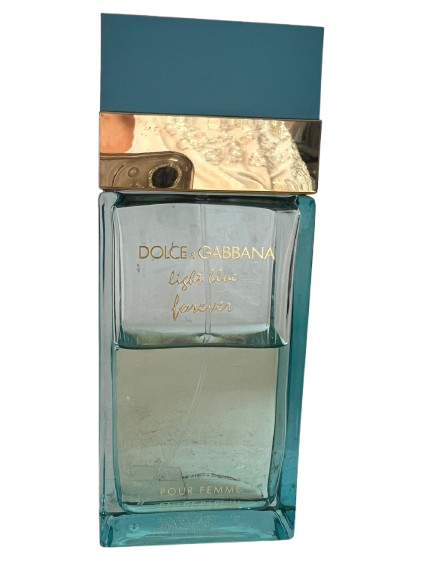 DOLCE & GABBANA
light blue
forever
POUR FEMME